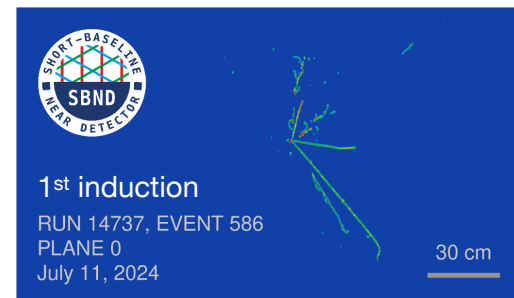 SHORT-BASELINE
SBND
NEAR DETECTOR
1st induction
RUN 14737, EVENT 586
PLANE 0
July 11, 2024
30 cm